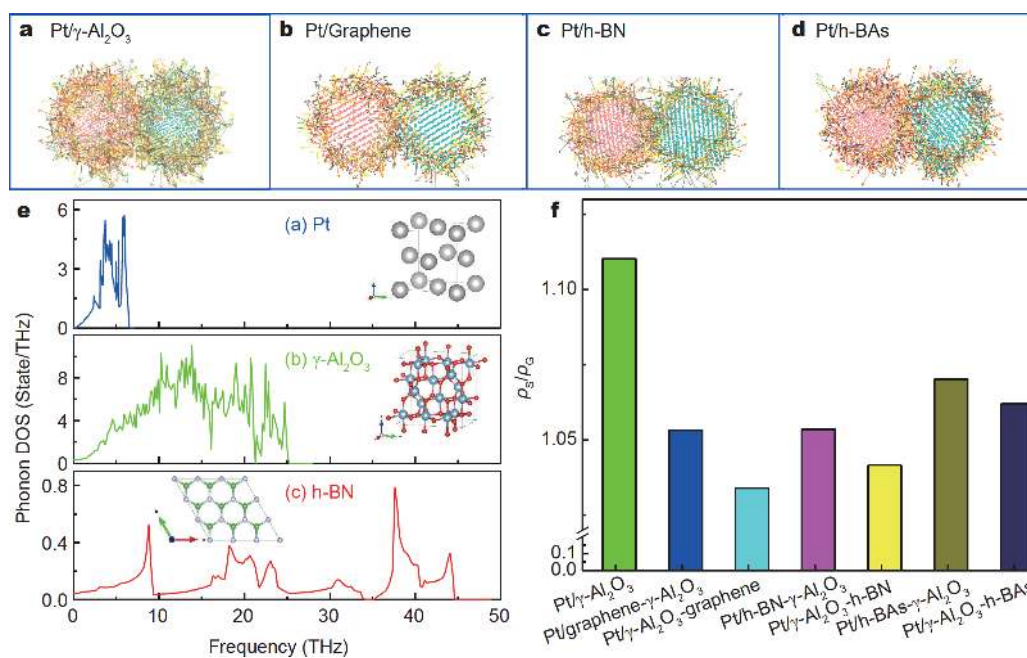 a Pt/γ-Al₂O₃
b Pt/Graphene
c Pt/h-BN
d Pt/h-BAs
e
Phonon DOS (State/THz)
6
3
0
(a) Pt
8
4
0
(b) γ-Al₂O₃
0.8
0.4
0.0
(c) h-BN
0 10 20 30 40 50
Frequency (THz)
f
ρS/ρG
1.10
1.05
0.1
0.0
Pt/γ-Al₂O₃
Pt/graphene-γ-Al₂O₃
Pt/γ-Al₂O₃-graphene
Pt/h-BN-γ-Al₂O₃
Pt/γ-Al₂O₃-h-BN
Pt/h-BAs-γ-Al₂O₃
Pt/γ-Al₂O₃-h-BAs